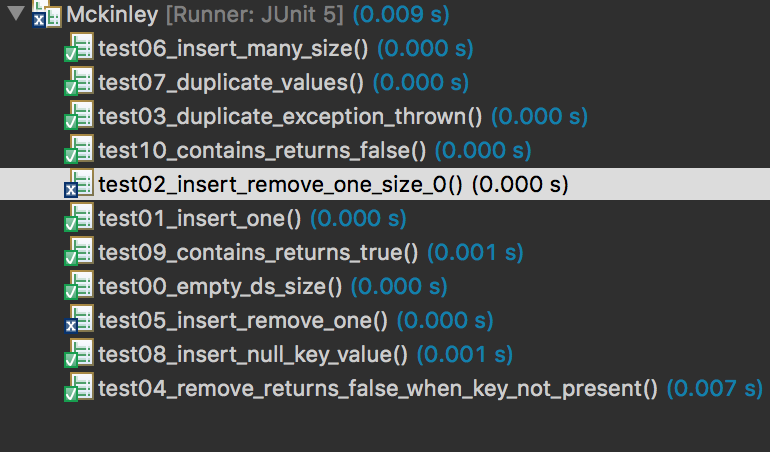 Mckinley [Runner: JUnit 5] (0.009 s)
test06_insert_many_size() (0.000 s)
test07_duplicate_values() (0.000 s)
test03_duplicate_exception_thrown() (0.000 s)
test10_contains_returns_false() (0.000 s)
test02_insert_remove_one_size_0() (0.000 s)
test01_insert_one() (0.000 s)
test09_contains_returns_true() (0.001 s)
test00_empty_ds_size() (0.000 s)
test05_insert_remove_one() (0.000 s)
test08_insert_null_key_value() (0.001 s)
test04_remove_returns_false_when_key_not_present() (0.007 s)